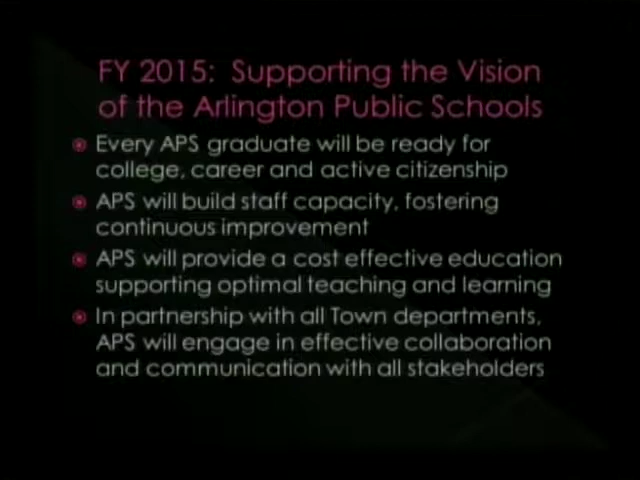 FY 2015: Supporting the Vision
of the Arlington Public Schools
Every APS graduate will be ready for
college, career and active citizenship
APS will build staff capacity, fostering
continuous improvement
APS will provide a cost effective education
supporting optimal teaching and learning
In partnership with all Town departments,
APS will engage in effective collaboration
and communication with all stakeholders